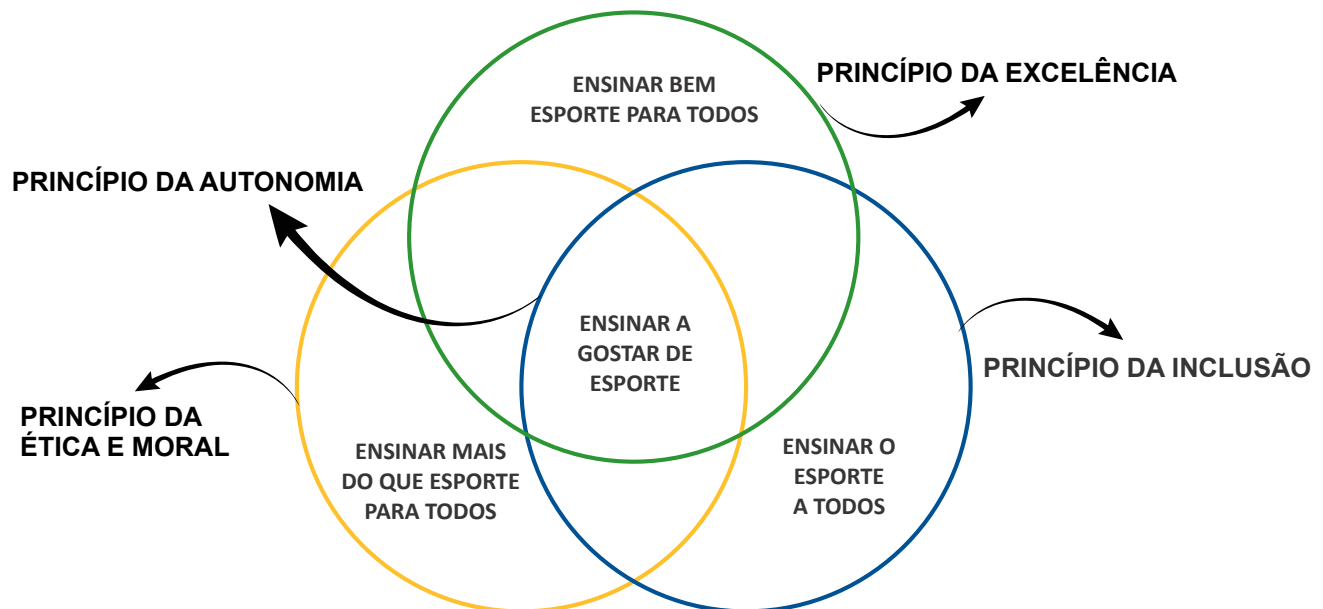 ENSINAR BEM
ESPORTE PARA TODOS
PRINCÍPIO DA EXCELÊNCIA
PRINCÍPIO DA AUTONOMIA
ENSINAR A
GOSTAR DE
ESPORTE
PRINCÍPIO DA INCLUSÃO
PRINCÍPIO DA
ÉTICA E MORAL
ENSINAR MAIS
DO QUE ESPORTE
PARA TODOS
ENSINAR O
ESPORTE
A TODOS